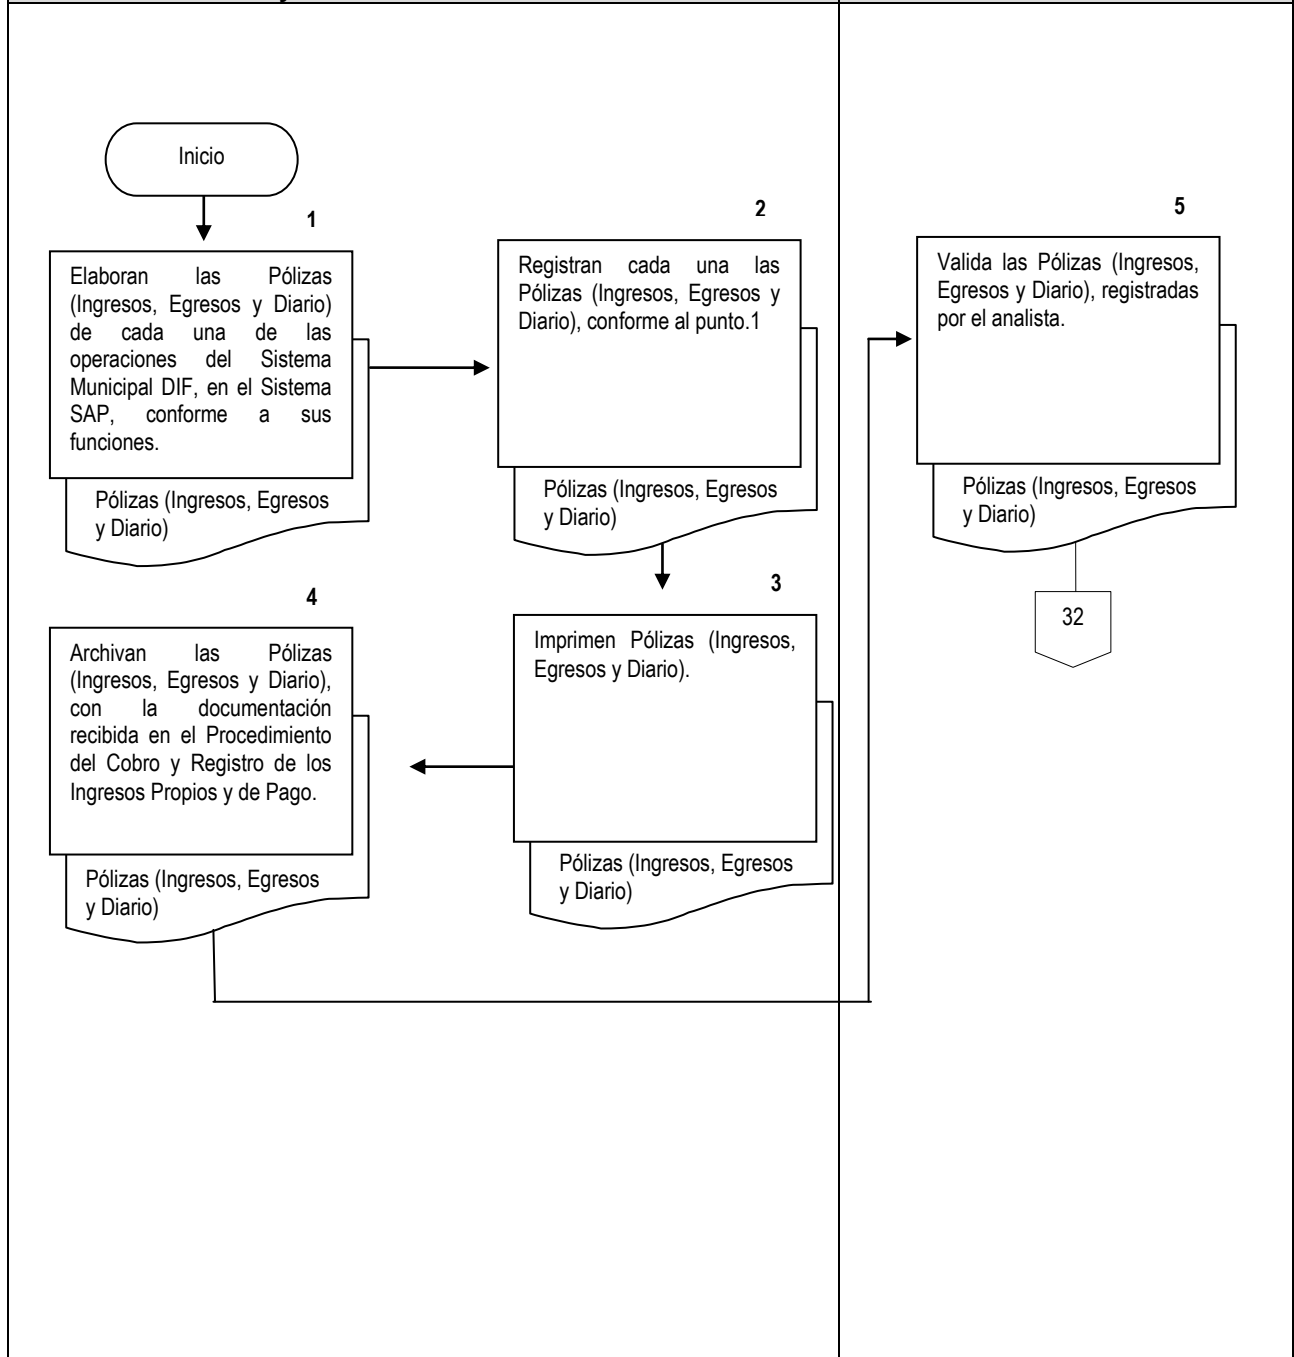 Inicio
1
Elaboran las Pólizas
(Ingresos, Egresos y Diario)
de cada una de las
operaciones del Sistema
Municipal DIF, en el Sistema
SAP, conforme a sus
funciones.
Pólizas (Ingresos, Egresos
y Diario)
2
Registran cada una las
Pólizas (Ingresos, Egresos y
Diario), conforme al punto.1
Pólizas (Ingresos, Egresos
y Diario)
3
Imprimen Pólizas (Ingresos,
Egresos y Diario).
Pólizas (Ingresos, Egresos
y Diario)
4
Archivan las Pólizas
(Ingresos, Egresos y Diario),
con la documentación
recibida en el Procedimiento
del Cobro y Registro de los
Ingresos Propios y de Pago.
Pólizas (Ingresos, Egresos
y Diario)
5
Valida las Pólizas (Ingresos,
Egresos y Diario), registradas
por el analista.
Pólizas (Ingresos, Egresos
y Diario)
32